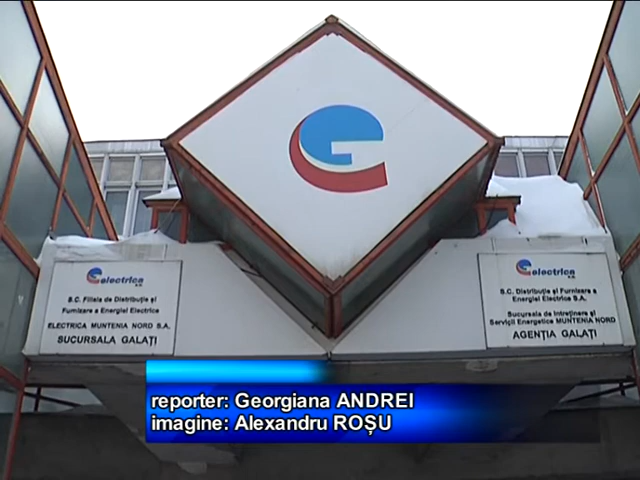 electrica S.A.
S.C. Filiala de Distribuție și
Furnizare a Energiei Electrice
ELECTRICA MUNTENIA NORD S.A.
SUCURSALA GALAȚI
electrica S.A.
S.C. Distribuție și Furnizare a
Energiei Electrice S.A.
Sucursala de Întreținere și
Servicii Energetice MUNTENIA NORD
AGENȚIA GALAȚI
reporter: Georgiana ANDREI
imagine: Alexandru ROȘU